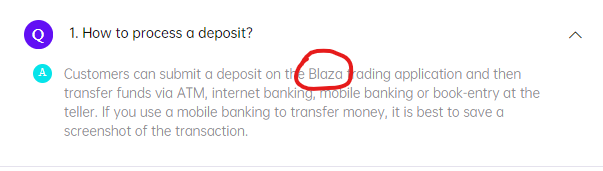 Q 1. How to process a deposit?
A Customers can submit a deposit on the Blaza trading application and then
transfer funds via ATM, internet banking, mobile banking or book-entry at the
teller. If you use a mobile banking to transfer money, it is best to save a
screenshot of the transaction.